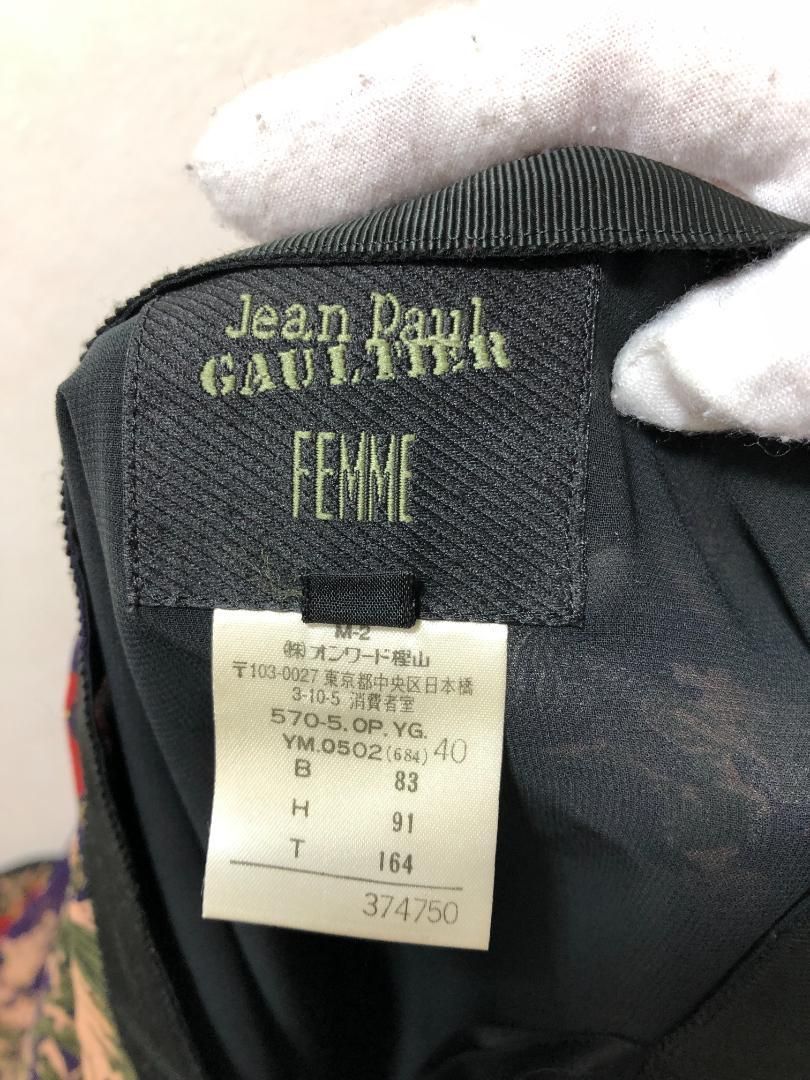 Jean Paul
GAULTIER
FEMME
M-2
㈱オンワード樫山
〒103-0027 東京都中央区日本橋
3-10-5 消費者室
570-5.OP.YG.
YM.0502(684) 40
B 83
H 91
T 164
374750